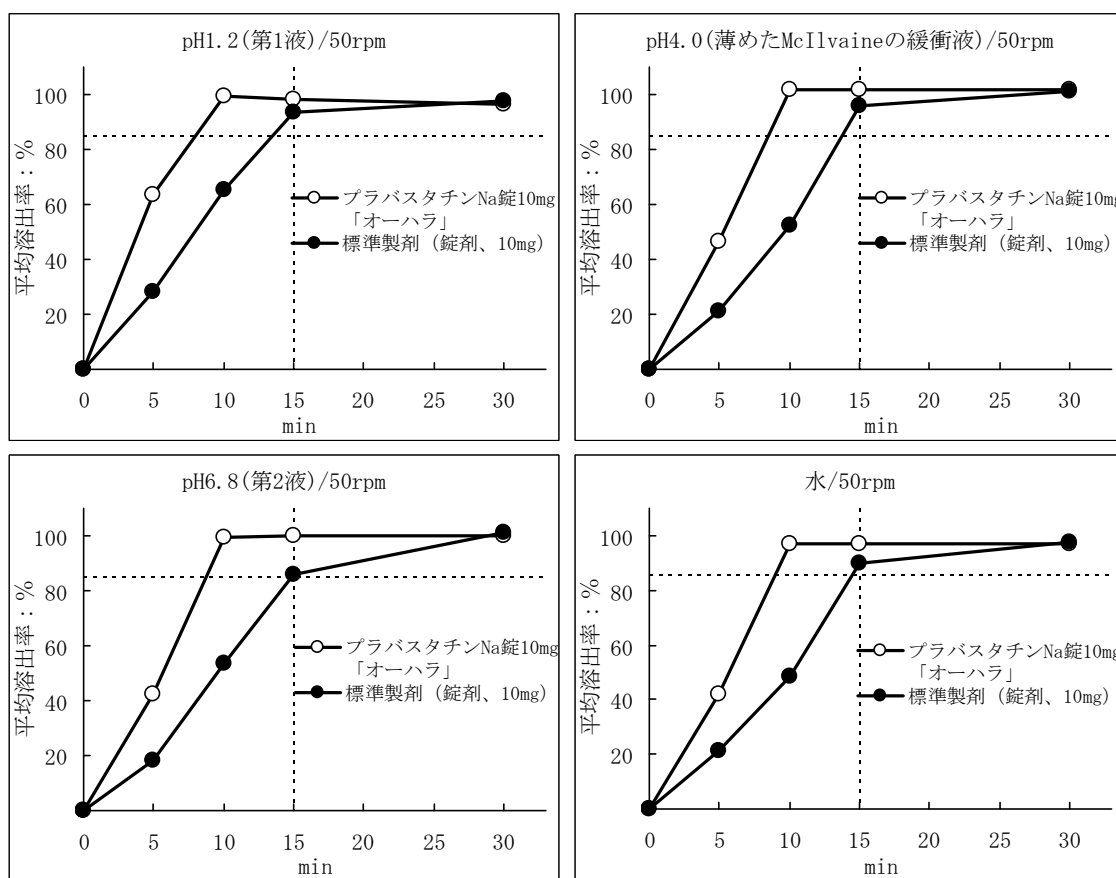 pH1.2(第1液)/50rpm
平均溶出率：%
100
80
60
40
20
プラバスタチンNa錠10mg
「オーハラ」
標準製剤（錠剤、10mg）
0 5 10 15 20 25 30
min
pH4.0(薄めたMcIlvaineの緩衝液)/50rpm
平均溶出率：%
100
80
60
40
20
プラバスタチンNa錠10mg
「オーハラ」
標準製剤（錠剤、10mg）
0 5 10 15 20 25 30
min
pH6.8(第2液)/50rpm
平均溶出率：%
100
80
60
40
20
プラバスタチンNa錠10mg
「オーハラ」
標準製剤（錠剤、10mg）
0 5 10 15 20 25 30
min
水/50rpm
平均溶出率：%
100
80
60
40
20
プラバスタチンNa錠10mg
「オーハラ」
標準製剤（錠剤、10mg）
0 5 10 15 20 25 30
min